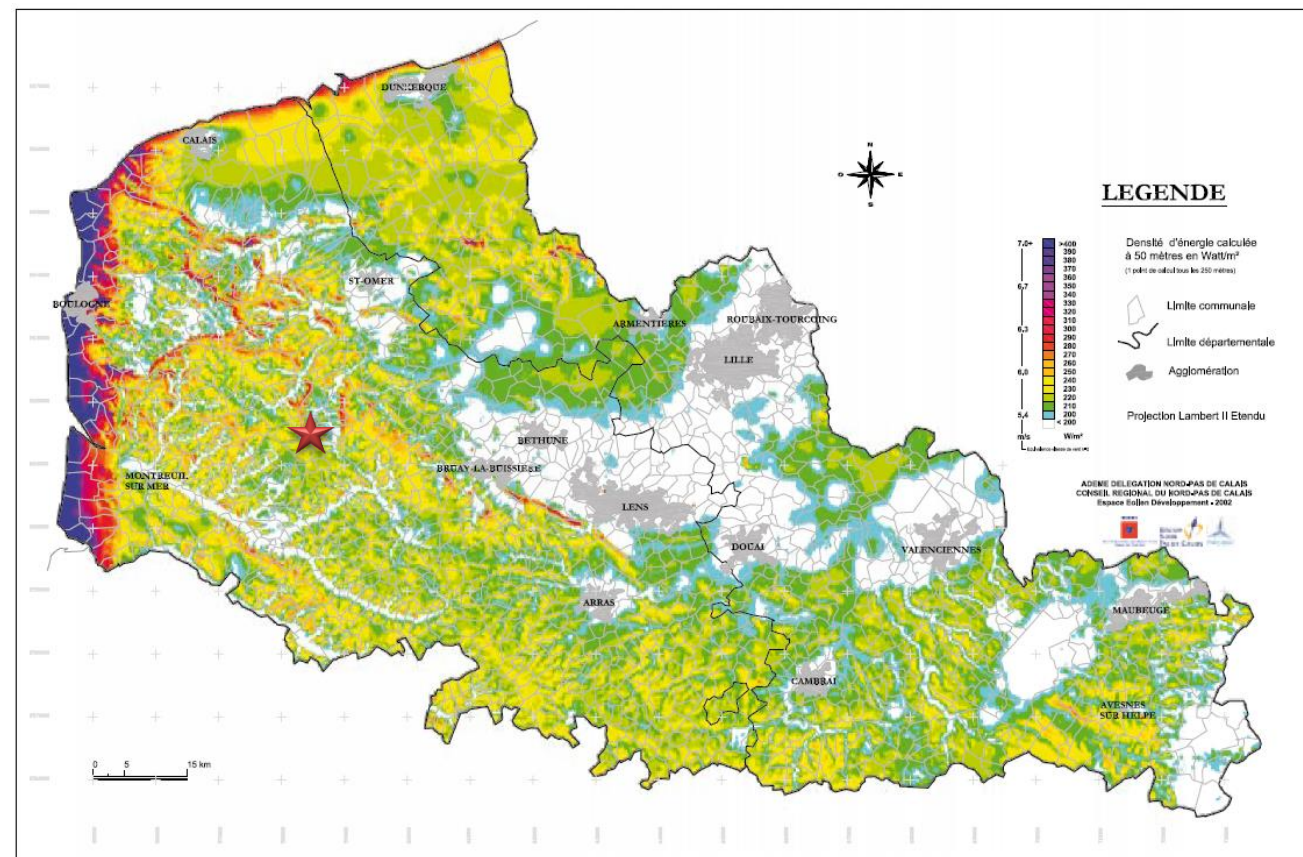 DUNKERQUE
CALAIS
N
O E
S
LEGENDE
ST-OMER
BOULOGNE
ARMENTIÈRES
ROUBAIX-TOURCOING
LILLE
7,0+
6,7
6,3
6,0
5,4
m/s
>400
390
380
370
360
350
340
330
320
310
300
290
280
270
260
250
240
230
220
210
200
< 200
W/m²
Densité d'énergie calculée
à 50 mètres en Watt/m²
(1 point de calcul tous les 250 mètres)
Limite communale
Limite départementale
Agglomération
Projection Lambert II Etendu
BETHUNE
BRUAY-LA-BUISSIÈRE
MONTREUIL
SUR MER
LENS
DOUAI
VALENCIENNES
ADEME DELEGATION NORD-PAS DE CALAIS
CONSEIL REGIONAL DU NORD-PAS DE CALAIS
Espace Eolien Développement - 2002
ARRAS
MAUBEUGE
CAMBRAI
AVESNES
SUR HELPE
0 5 15 km